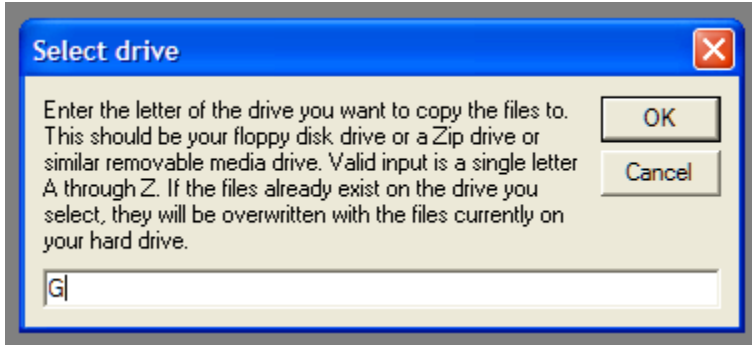 Select drive
Enter the letter of the drive you want to copy the files to.
This should be your floppy disk drive or a Zip drive or
similar removable media drive. Valid input is a single letter
A through Z. If the files already exist on the drive you
select, they will be overwritten with the files currently on
your hard drive.
OK
Cancel
G